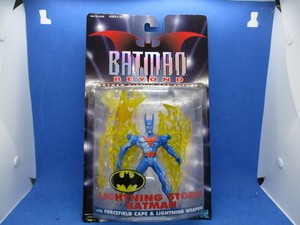 BATMAN
BEYOND
LIGHTNING STORM
BATMAN
WITH FORCEFIELD CAPE & LIGHTNING WEAPON!